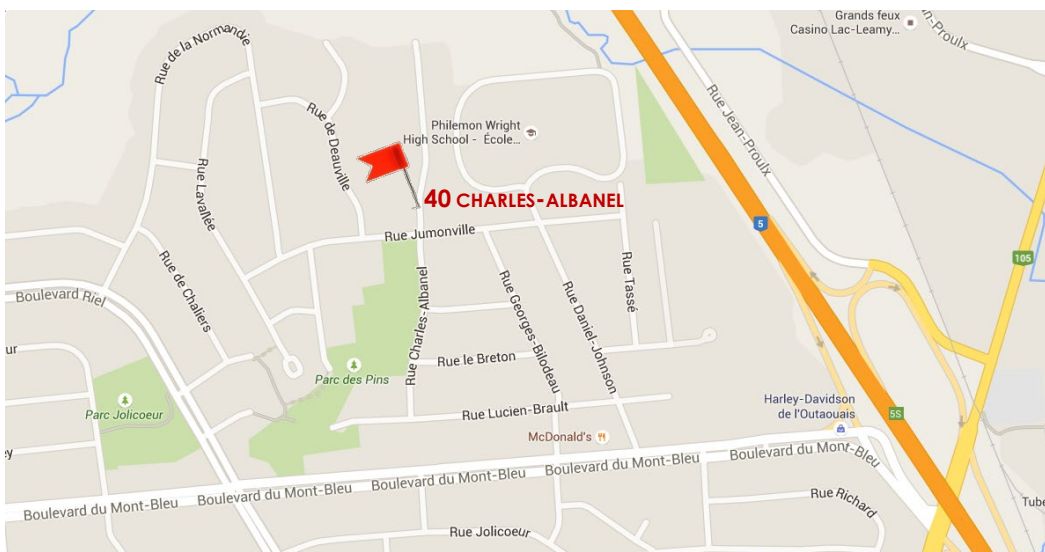 Grands feux
Casino Lac-Leamy...
Jean-Proulx
Rue de la Normandie
Rue Jean-Proulx
Rue de Deauville
Philemon Wright
High School - École...
Rue Lavallée
40 CHARLES-ALBANEL
5
Rue Jumonville
105
Rue de Chaliers
Boulevard Riel
Rue Charles-Albanel
Rue Georges-Bilodeau
Rue Daniel-Johnson
Rue Tassé
ur
Rue le Breton
Parc des Pins
Harley-Davidson
de l'Outaouais
Parc Jolicoeur
Rue Lucien-Brault
5S
McDonald's
ey
Boulevard du Mont-Bleu
Boulevard du Mont-Bleu
Boulevard du Mont-Bleu
Boulevard du Mont-Bleu
Boulevard du Mont-Bleu
Rue Richard
Tube
Rue Jolicoeur